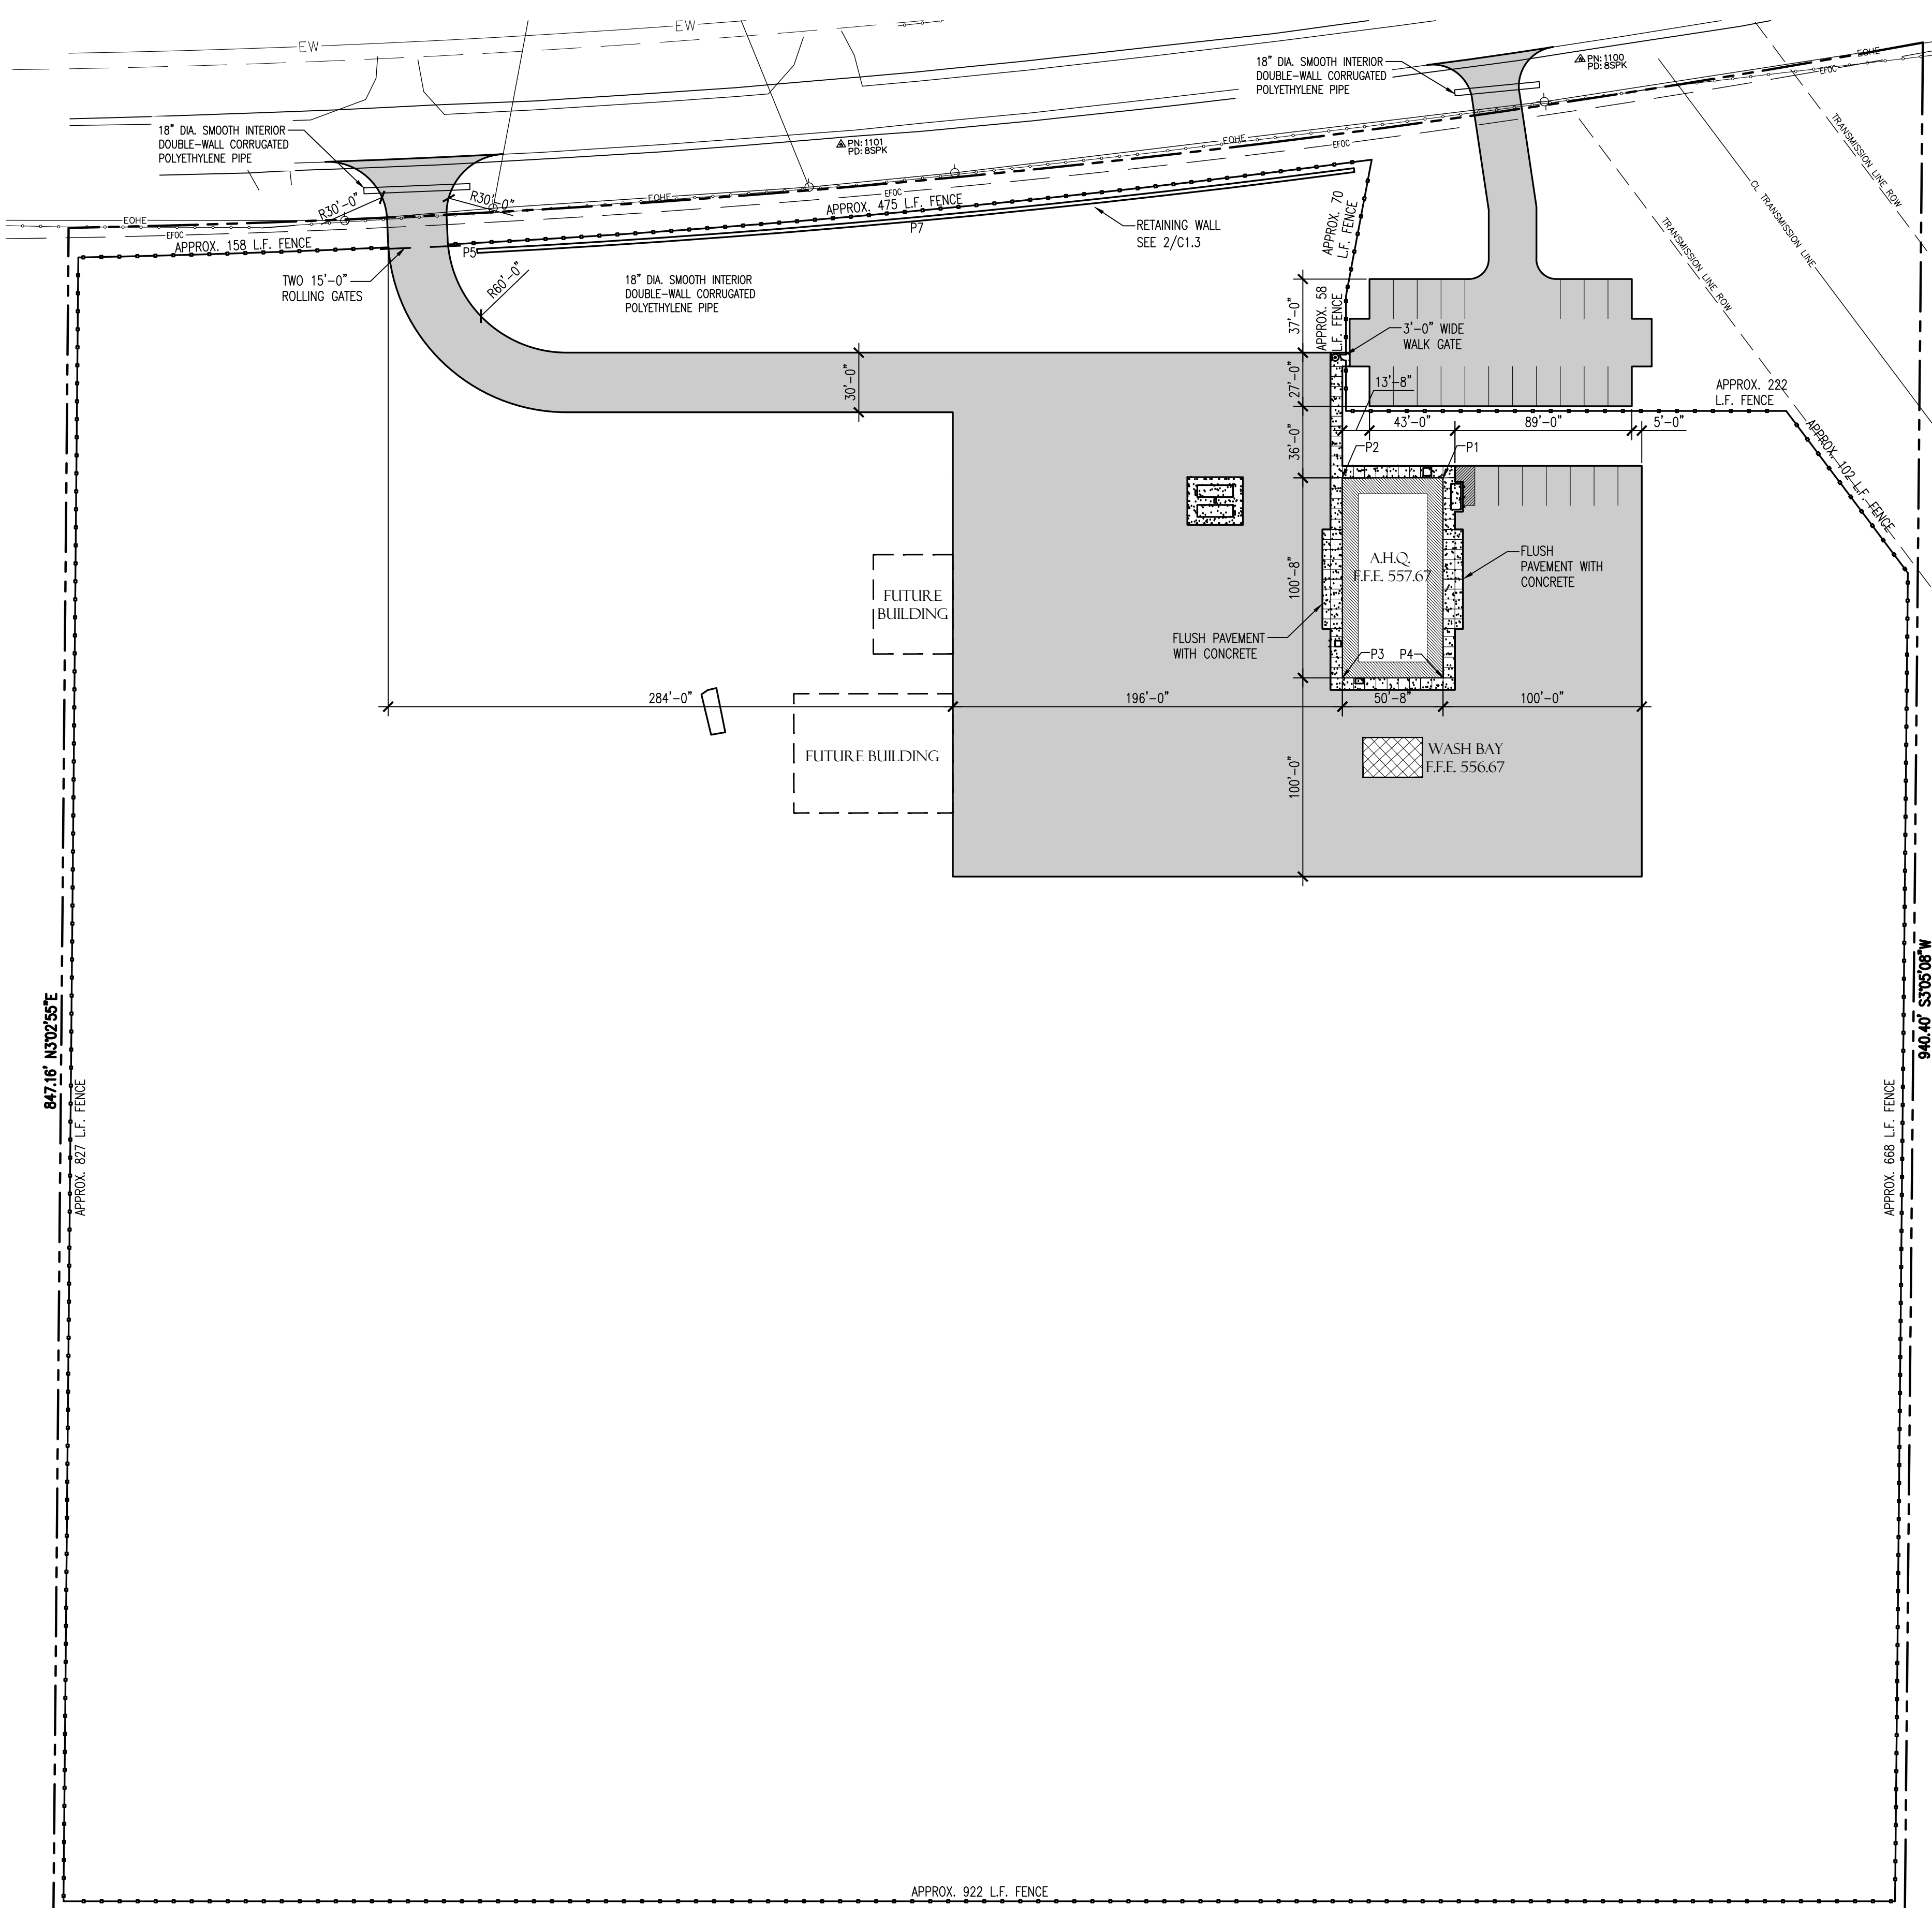 EW
EW
18" DIA. SMOOTH INTERIOR
DOUBLE-WALL CORRUGATED
POLYETHYLENE PIPE
PN:1100
PD:8SPK
EOHE
EFOC
18" DIA. SMOOTH INTERIOR
DOUBLE-WALL CORRUGATED
POLYETHYLENE PIPE
PN:1101
PD:8SPK
EOHE
EFOC
TRANSMISSION LINE ROW
CL TRANSMISSION LINE
TRANSMISSION LINE ROW
R30'-0"
R30'-0"
EOHE
EFOC
EOHE
EFOC
APPROX. 475 L.F. FENCE
APPROX. 158 L.F. FENCE
P5
P7
RETAINING WALL
SEE 2/C1.3
APPROX. 70
L.F. FENCE
TWO 15'-0"
ROLLING GATES
R60'-0"
18" DIA. SMOOTH INTERIOR
DOUBLE-WALL CORRUGATED
POLYETHYLENE PIPE
37'-0"
APPROX. 58
L.F. FENCE
3'-0" WIDE
WALK GATE
30'-0"
27'-0"
13'-8"
APPROX. 222
L.F. FENCE
36'-0"
43'-0"
89'-0"
5'-0"
P2
P1
APPROX. 102 L.F. FENCE
A.H.Q.
F.F.E. 557.67
FLUSH
PAVEMENT WITH
CONCRETE
100'-8"
FUTURE
BUILDING
FLUSH PAVEMENT
WITH CONCRETE
P3
P4
284'-0"
196'-0"
50'-8"
100'-0"
FUTURE BUILDING
100'-0"
WASH BAY
F.F.E. 556.67
847.16' N3°02'55"E
940.40' S3°05'08"W
APPROX. 827 L.F. FENCE
APPROX. 668 L.F. FENCE
APPROX. 922 L.F. FENCE